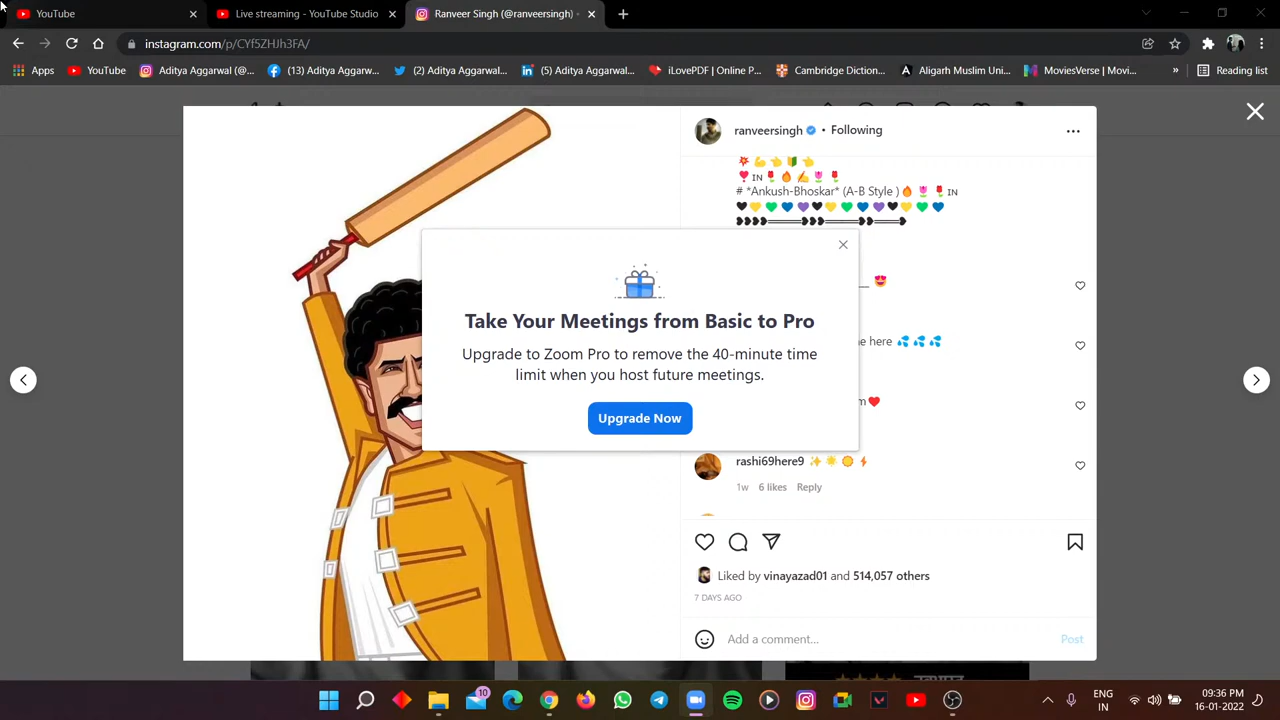 YouTube
Live streaming - YouTube Studio
Ranveer Singh (@ranveersingh) •
instagram.com/p/CYf5ZHJh3FA/
Apps
YouTube
Aditya Aggarwal (@...
(13) Aditya Aggarw...
(2) Aditya Aggarwal...
(5) Aditya Aggarwal...
iLovePDF | Online P...
Cambridge Diction...
Aligarh Muslim Uni...
MoviesVerse | Movi...
»
Reading list
ranveersingh • Following
💥 💪 👈 🔰 👈
❣️ IN 🌹 🔥 ✍️ 🌷 🌹
# *Ankush-Bhoskar* (A-B Style ) 🔥 🌷 🌹 IN
🖤 💛 💚 💙 💜 🖤 💛 💚 💙 💜 🖤 💛 💚 💙
❥❥❥❥═════❥❥❥═════❥❥════❥
__ 😍
e here 💦 💦 💦
m❤️
Take Your Meetings from Basic to Pro
Upgrade to Zoom Pro to remove the 40-minute time
limit when you host future meetings.
Upgrade Now
rashi69here9 ✨ 🌟 🌞 ⚡
1w 6 likes Reply
Liked by vinayazad01 and 514,057 others
7 DAYS AGO
Add a comment...
Post
10
ENG
IN
09:36 PM
16-01-2022